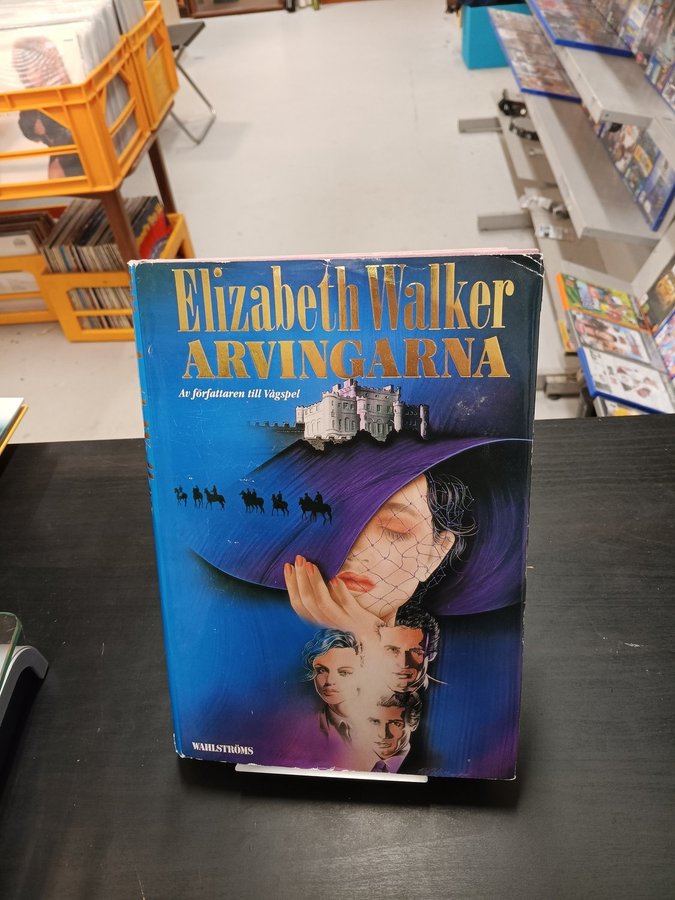 Elizabeth Walker
ARVINGARNA
Av författaren till Vågspel
WAHLSTRÖMS